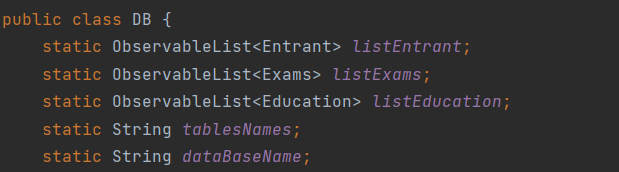 public class DB {
static ObservableList<Entrant> listEntrant;
static ObservableList<Exams> listExams;
static ObservableList<Education> listEducation;
static String tablesNames;
static String dataBaseName;